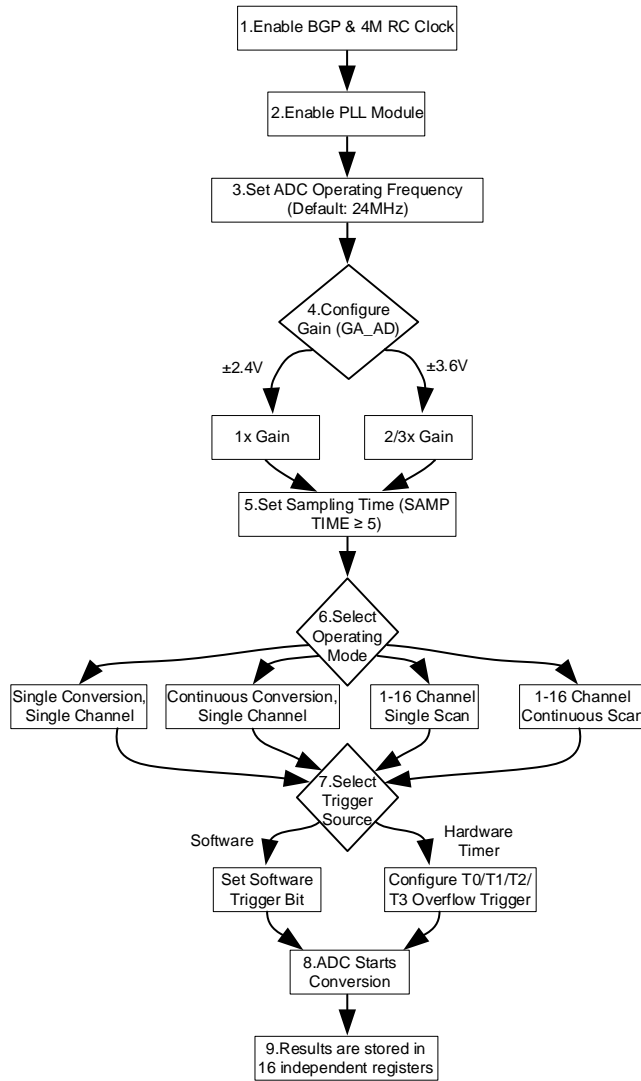 1.Enable BGP & 4M RC Clock
2.Enable PLL Module
3.Set ADC Operating Frequency
(Default: 24MHz)
4.Configure
Gain (GA_AD)
±2.4V
±3.6V
1x Gain
2/3x Gain
5.Set Sampling Time (SAMP
TIME ≥ 5)
6.Select
Operating
Mode
Single Conversion,
Single Channel
Continuous Conversion,
Single Channel
1-16 Channel
Single Scan
1-16 Channel
Continuous Scan
7.Select
Trigger
Source
Software
Hardware
Timer
Set Software
Trigger Bit
Configure T0/T1/T2/
T3 Overflow Trigger
8.ADC Starts
Conversion
9.Results are stored in
16 independent registers